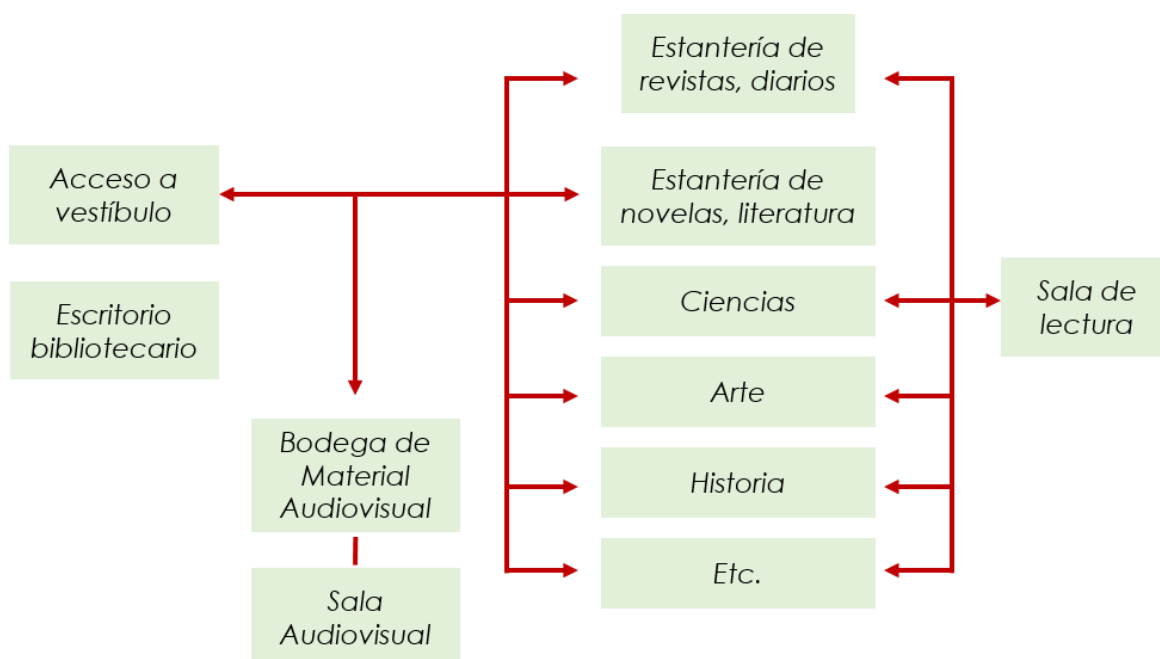 Estantería de
revistas, diarios
Acceso a
vestíbulo
Estantería de
novelas, literatura
Escritorio
bibliotecario
Ciencias
Sala de
lectura
Arte
Bodega de
Material
Audiovisual
Historia
Etc.
Sala
Audiovisual